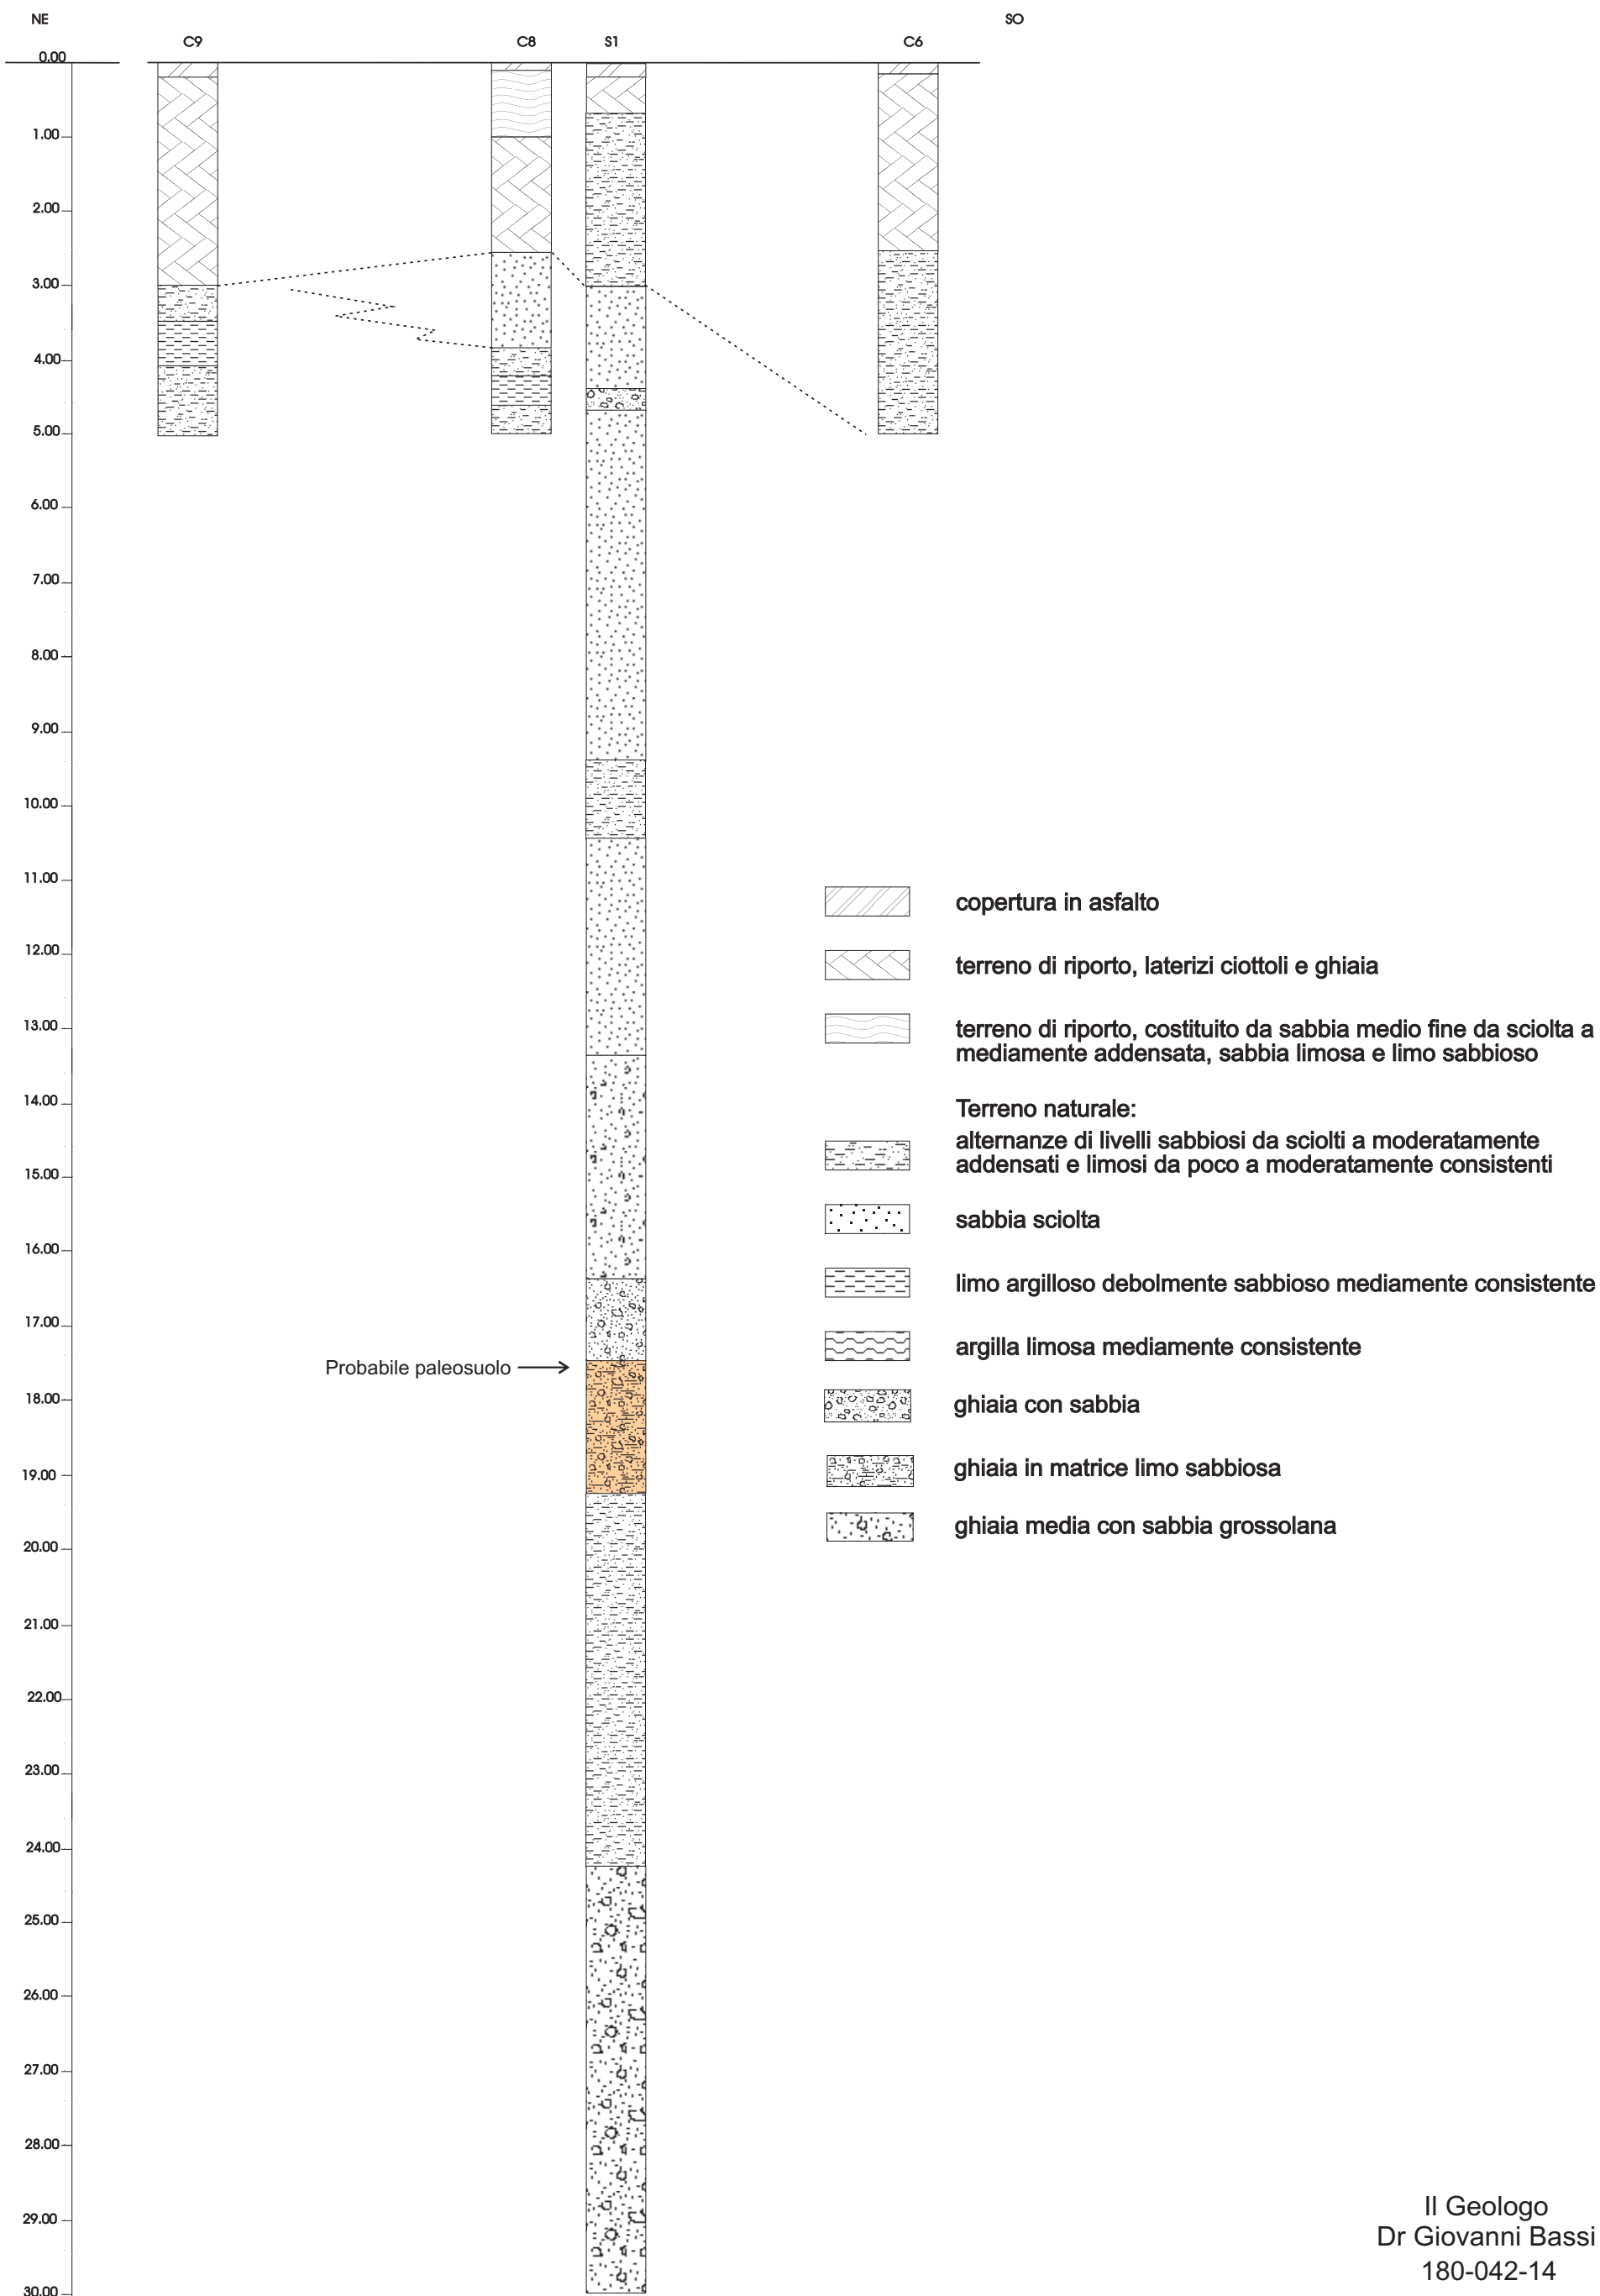 NE
SO
C9
C8
S1
C6
0.00
1.00
2.00
3.00
4.00
5.00
6.00
7.00
8.00
9.00
10.00
11.00
12.00
13.00
14.00
15.00
16.00
17.00
18.00
19.00
20.00
21.00
22.00
23.00
24.00
25.00
26.00
27.00
28.00
29.00
30.00
Probabile paleosuolo
copertura in asfalto
terreno di riporto, laterizi ciottoli e ghiaia
terreno di riporto, costituito da sabbia medio fine da sciolta a
mediamente addensata, sabbia limosa e limo sabbioso
Terreno naturale:
alternanze di livelli sabbiosi da sciolti a moderatamente
addensati e limosi da poco a moderatamente consistenti
sabbia sciolta
limo argilloso debolmente sabbioso mediamente consistente
argilla limosa mediamente consistente
ghiaia con sabbia
ghiaia in matrice limo sabbiosa
ghiaia media con sabbia grossolana
Il Geologo
Dr Giovanni Bassi
180-042-14